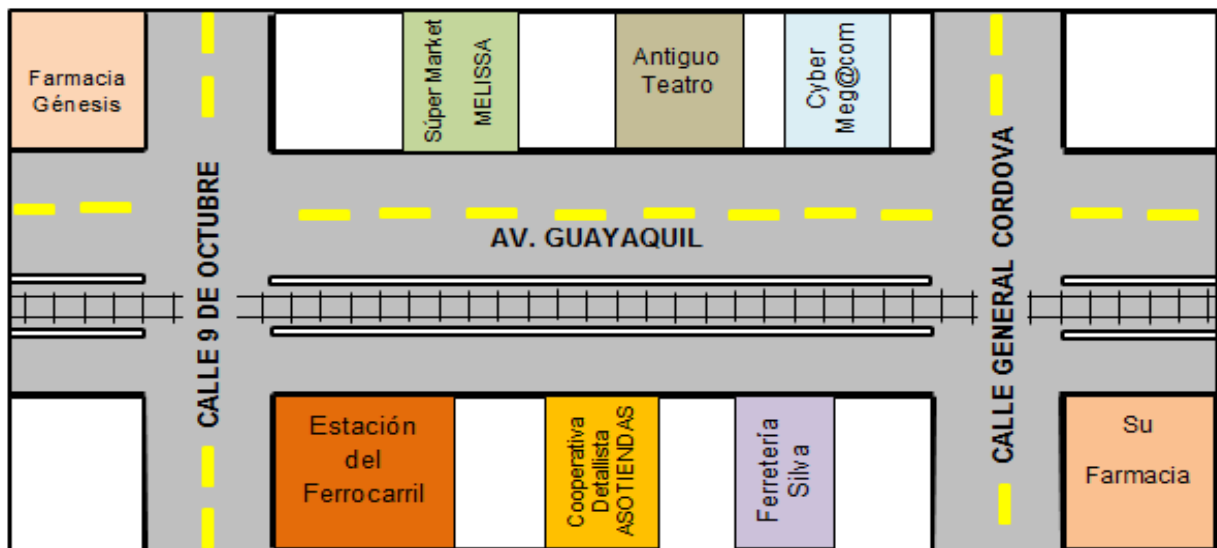 Farmacia
Génesis
Súper Market
MELISSA
Antiguo
Teatro
Cyber
Meg@com
CALLE 9 DE OCTUBRE
AV. GUAYAQUIL
CALLE GENERAL CORDOVA
Estación
del
Ferrocarril
Cooperativa
Detallista
ASOTIENDAS
Ferretería
Silva
Su
Farmacia